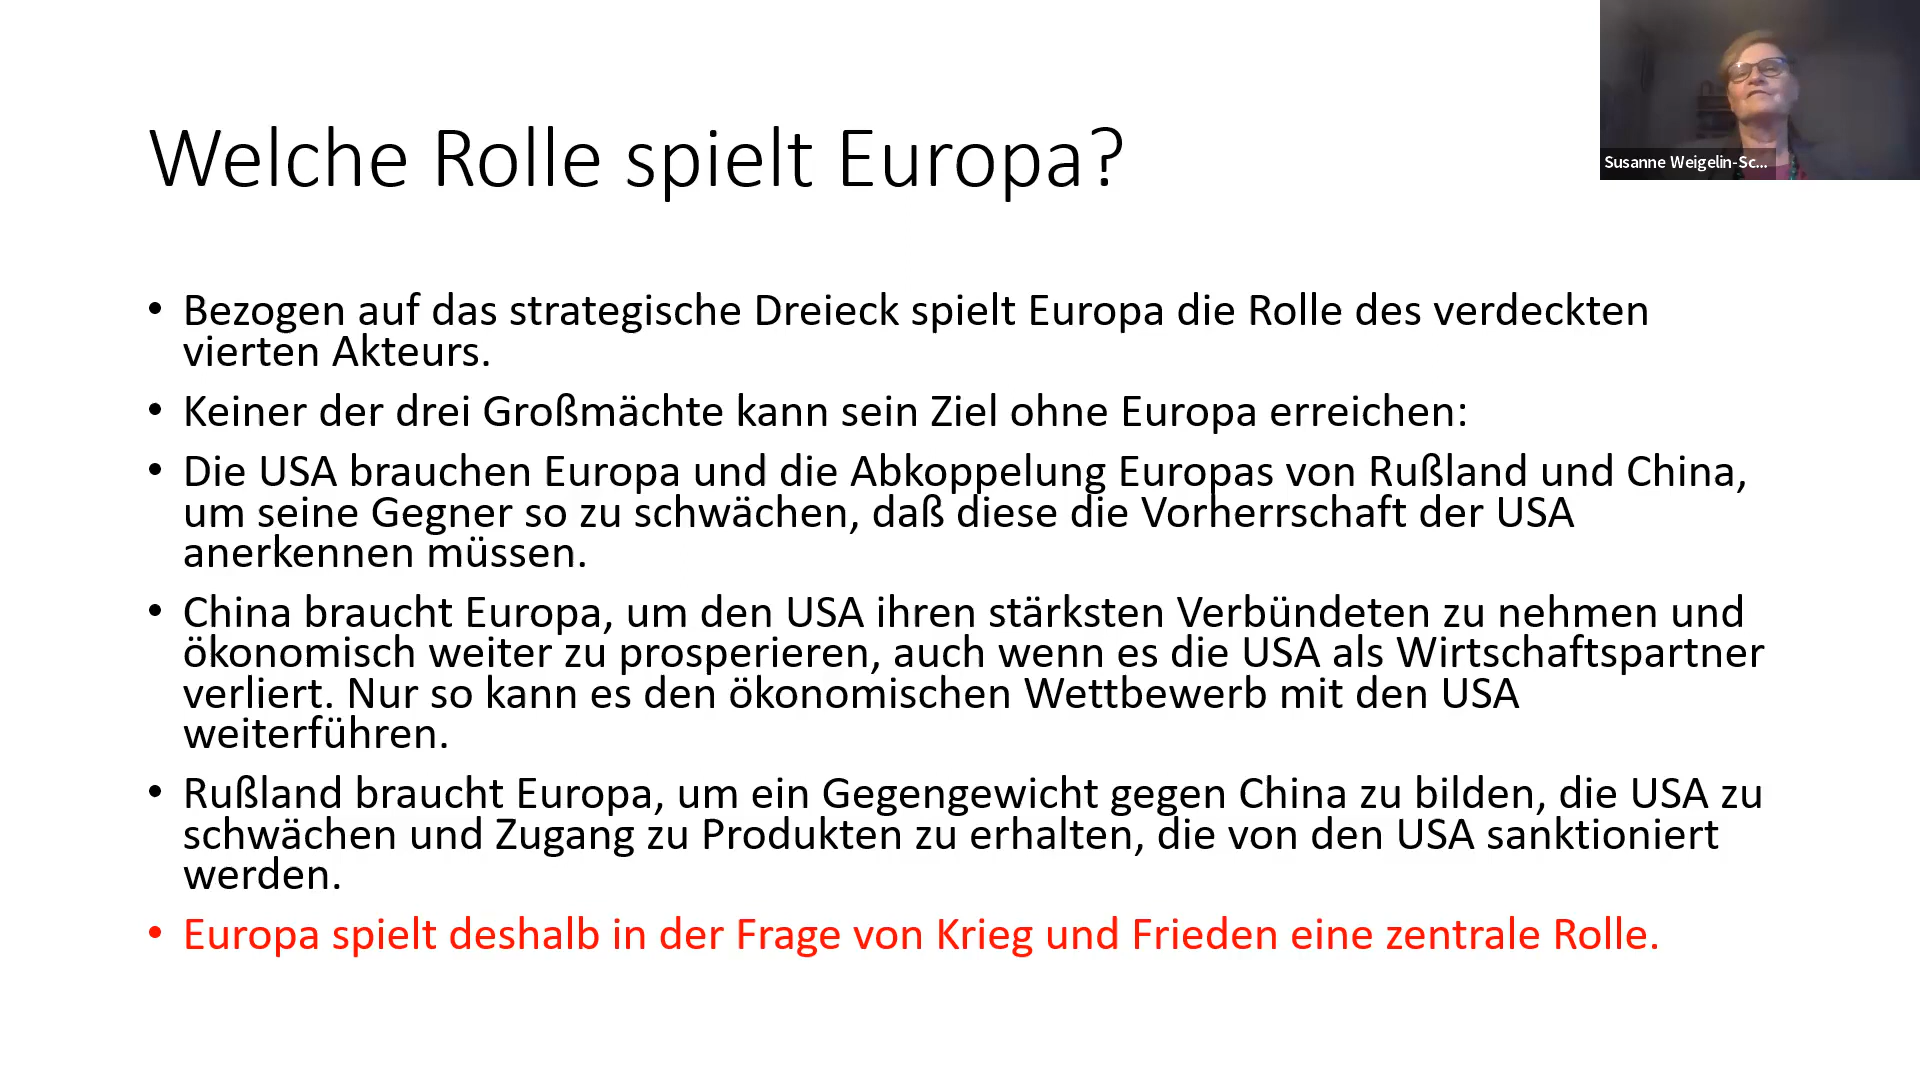 Welche Rolle spielt Europa?
Susanne Weigelin-Sc...
• Bezogen auf das strategische Dreieck spielt Europa die Rolle des verdeckten
vierten Akteurs.
• Keiner der drei Großmächte kann sein Ziel ohne Europa erreichen:
• Die USA brauchen Europa und die Abkoppelung Europas von Rußland und China,
um seine Gegner so zu schwächen, daß diese die Vorherrschaft der USA
anerkennen müssen.
• China braucht Europa, um den USA ihren stärksten Verbündeten zu nehmen und
ökonomisch weiter zu prosperieren, auch wenn es die USA als Wirtschaftspartner
verliert. Nur so kann es den ökonomischen Wettbewerb mit den USA
weiterführen.
• Rußland braucht Europa, um ein Gegengewicht gegen China zu bilden, die USA zu
schwächen und Zugang zu Produkten zu erhalten, die von den USA sanktioniert
werden.
• Europa spielt deshalb in der Frage von Krieg und Frieden eine zentrale Rolle.